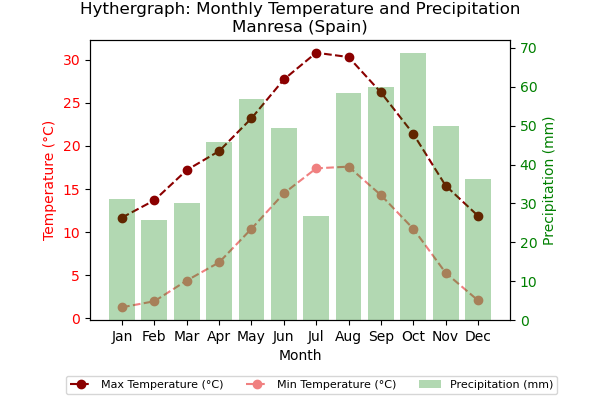 Hythergraph: Monthly Temperature and Precipitation
Manresa (Spain)
Temperature (°C)
30
25
20
15
10
5
0
70
60
50
40
30
20
10
0
Precipitation (mm)
Jan Feb Mar Apr May Jun Jul Aug Sep Oct Nov Dec
Month
Max Temperature (°C) Min Temperature (°C) Precipitation (mm)